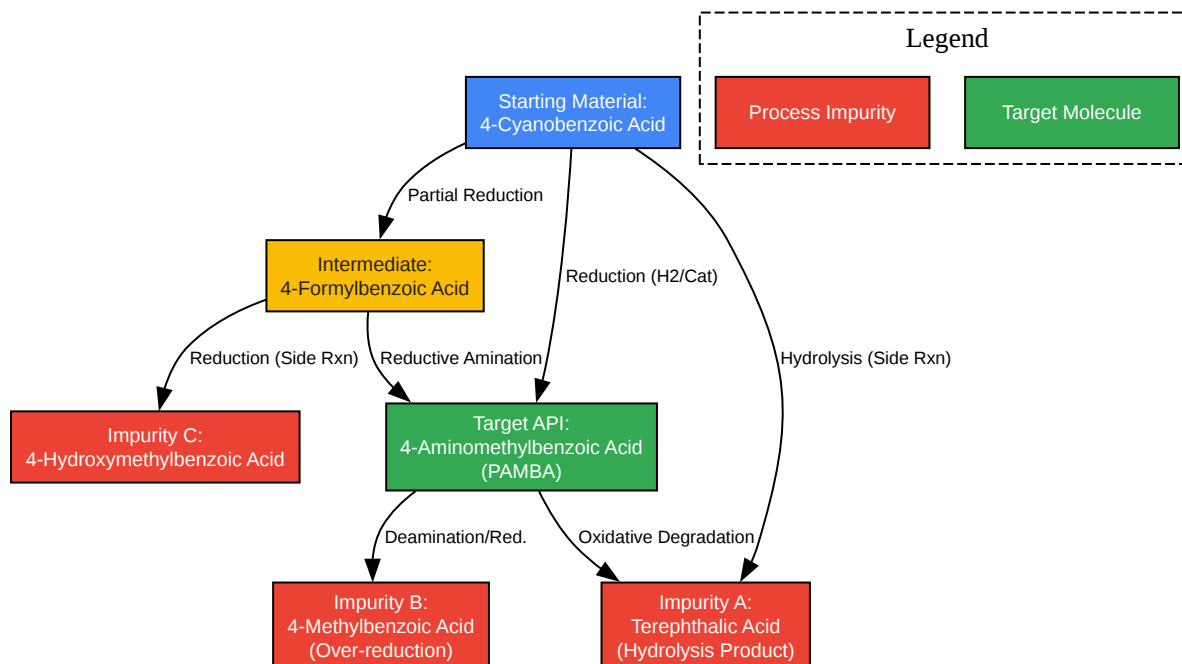 Legend
Process Impurity
Target Molecule
Starting Material:
4-Cyanobenzoic Acid
Partial Reduction
Intermediate:
4-Formylbenzoic Acid
Reduction (H2/Cat)
Reduction (Side Rxn)
Reductive Amination
Hydrolysis (Side Rxn)
Impurity C:
4-Hydroxymethylbenzoic Acid
Target API:
4-Aminomethylbenzoic Acid
(PAMBA)
Deamination/Red.
Oxidative Degradation
Impurity B:
4-Methylbenzoic Acid
(Over-reduction)
Impurity A:
Terephthalic Acid
(Hydrolysis Product)